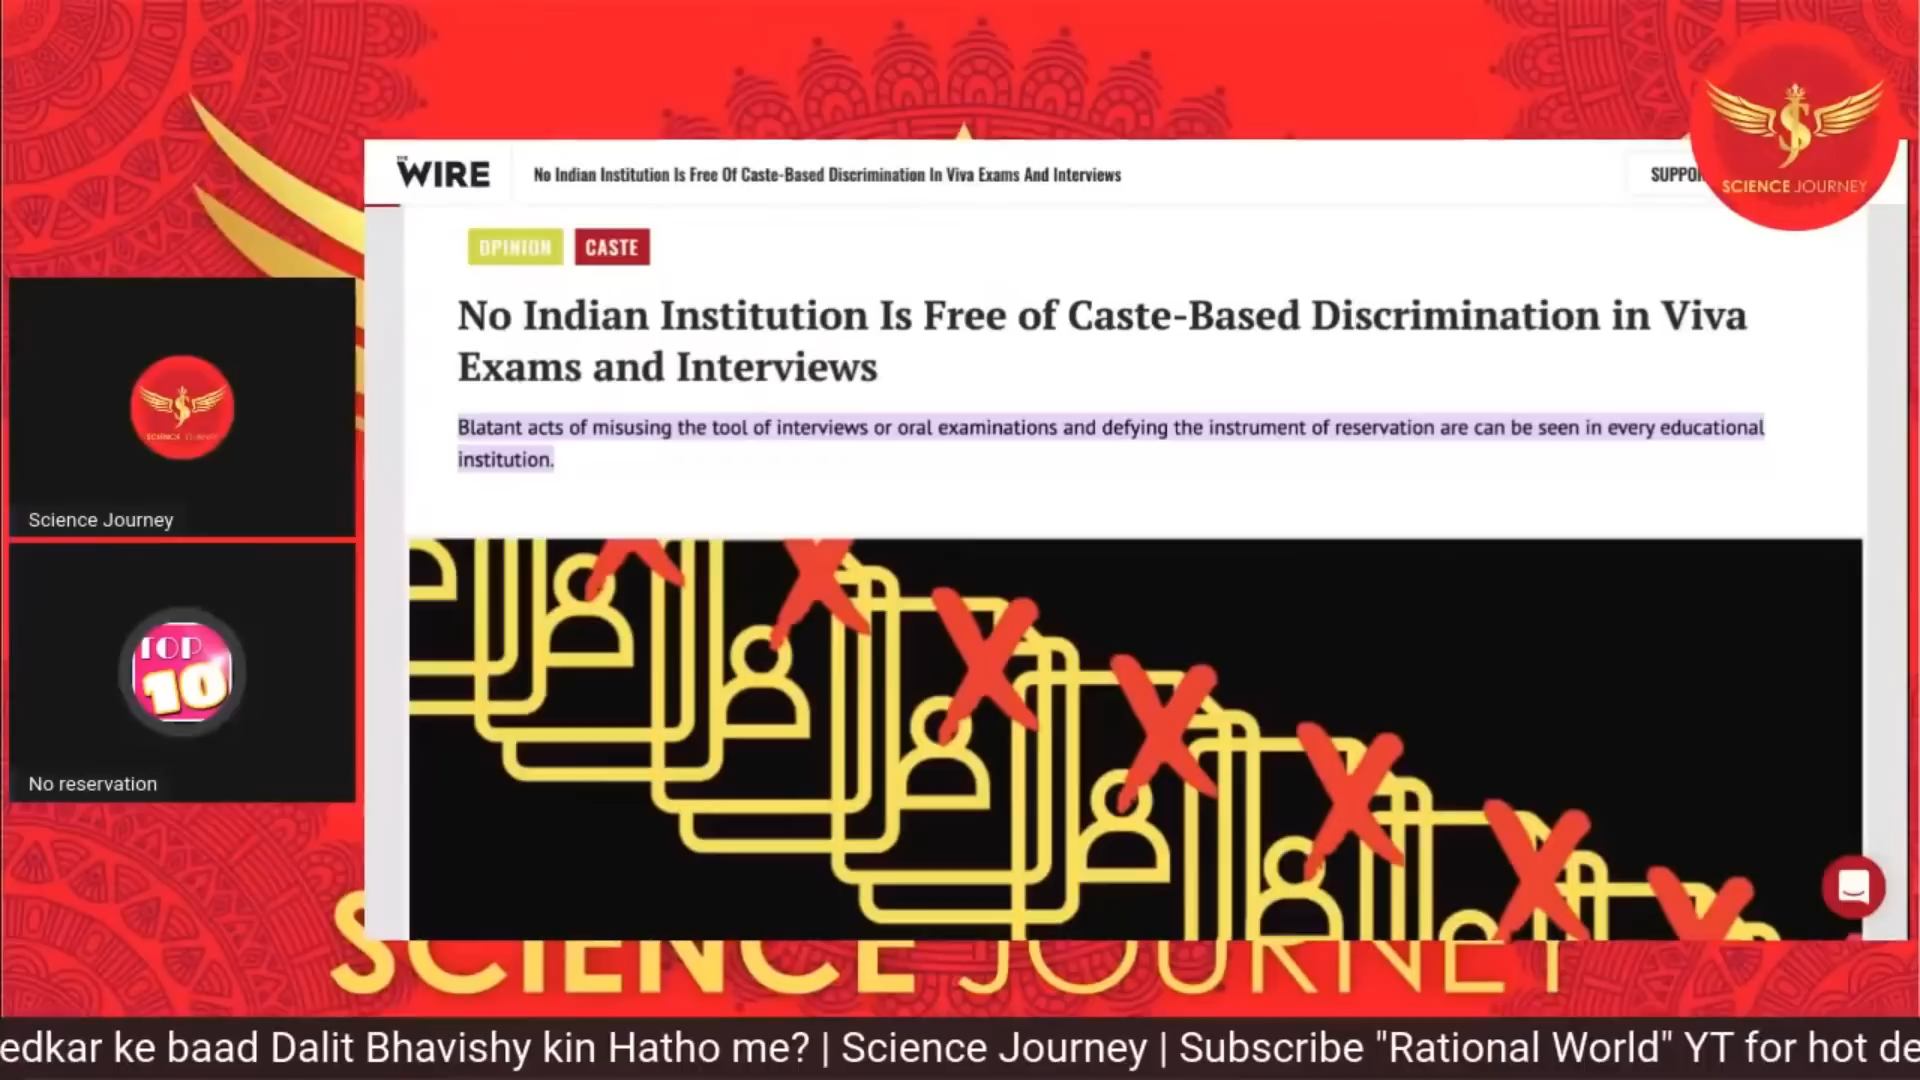 THE WIRE
No Indian Institution Is Free Of Caste-Based Discrimination In Viva Exams And Interviews
SCIENCE JOURNEY
OPINION CASTE
No Indian Institution Is Free of Caste-Based Discrimination in Viva
Exams and Interviews
Blatant acts of misusing the tool of interviews or oral examinations and defying the instrument of reservation are can be seen in every educational
institution.
SCIENCE JOURNEY
Science Journey
TOP
10
No reservation
SCIENCE JOURNEY
edkar ke baad Dalit Bhavishy kin Hatho me? | Science Journey | Subscribe "Rational World" YT for hot de